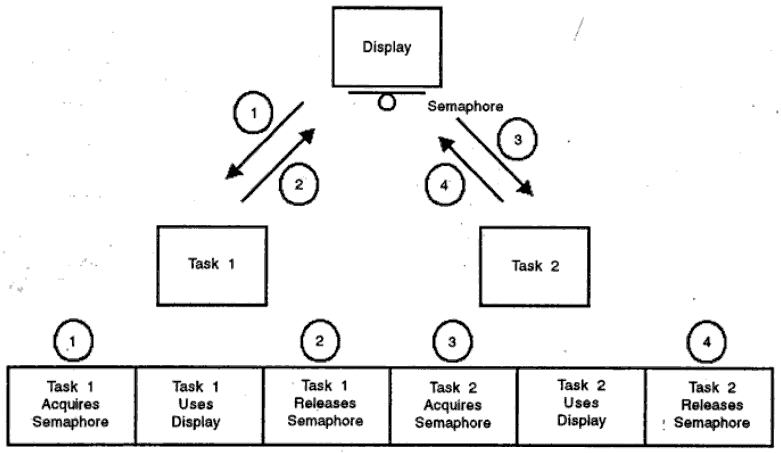 Display
Semaphore
1
3
2
4
Task 1
Task 2
1
2
3
4
Task 1
Acquires
Semaphore
Task 1
Uses
Display
Task 1
Releases
Semaphore
Task 2
Acquires
Semaphore
Task 2
Uses
Display
Task 2
Releases
Semaphore